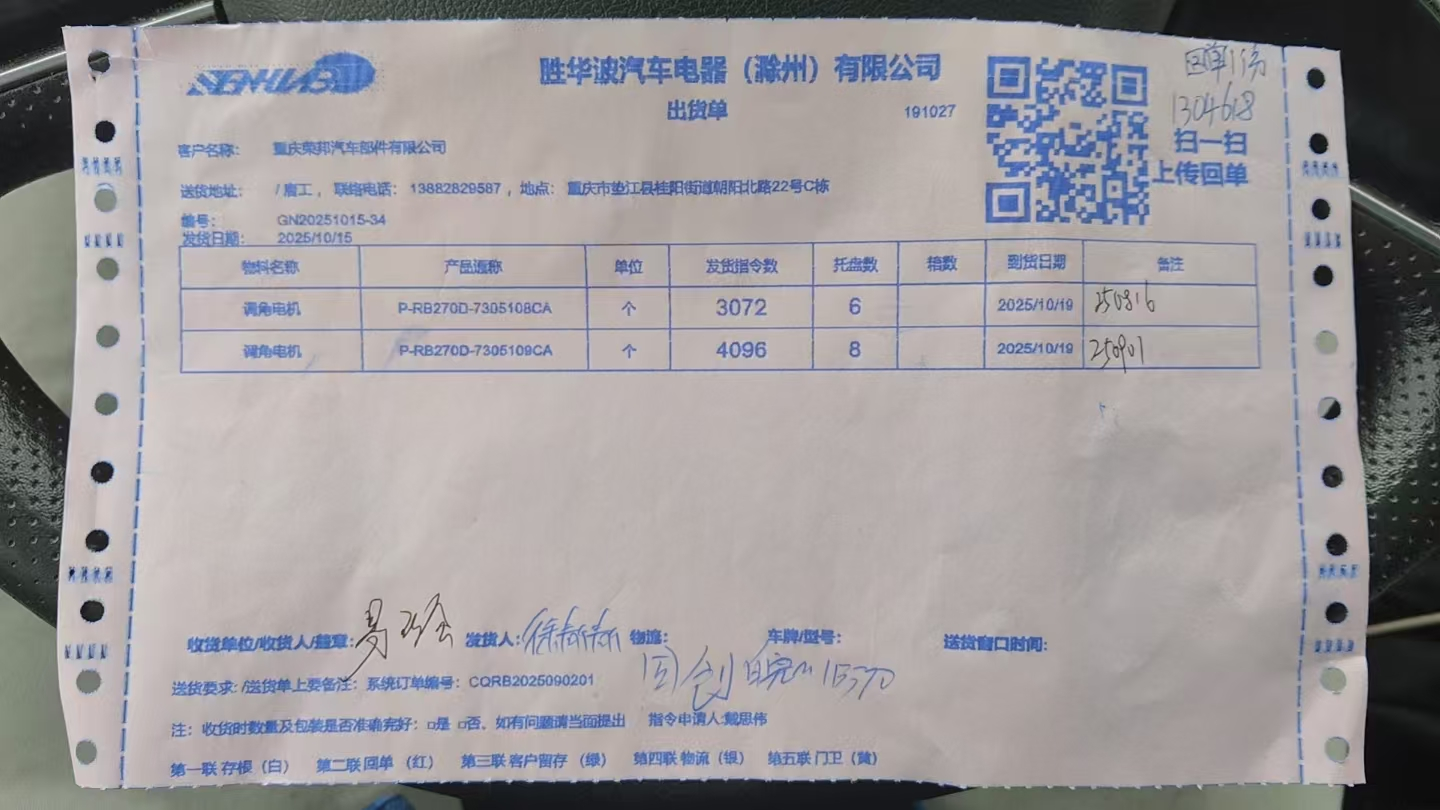 SENHUABO
胜华波汽车电器（滁州）有限公司
回单1份
出货单
191027
1304618
扫一扫
上传回单
客户名称： 重庆荣邦汽车部件有限公司
送货地址： / 唐工 ，联络电话： 13882829587 ，地点： 重庆市垫江县桂阳街道朝阳北路22号C栋
编号： GN20251015-34
发货日期： 2025/10/15
物料名称 产品通称 单位 发货指令数 托盘数 箱数 到货日期 备注
调角电机 P-RB270D-7305108CA 个 3072 6 2025/10/19 250816
调角电机 P-RB270D-7305109CA 个 4096 8 2025/10/19 250901
收货单位/收货人/盖章： 发货人： 物流： 车牌/型号： 送货窗口时间：
送货要求：/送货单上要备注：系统订单编号：CQRB2025090201
注：收货时数量及包装是否准确完好：□是 □否、如有问题请当面提出 指令申请人:戴思伟
第一联 存根（白） 第二联 回单 （红） 第三联 客户留存 （绿） 第四联 物流（银） 第五联 门卫（黄）